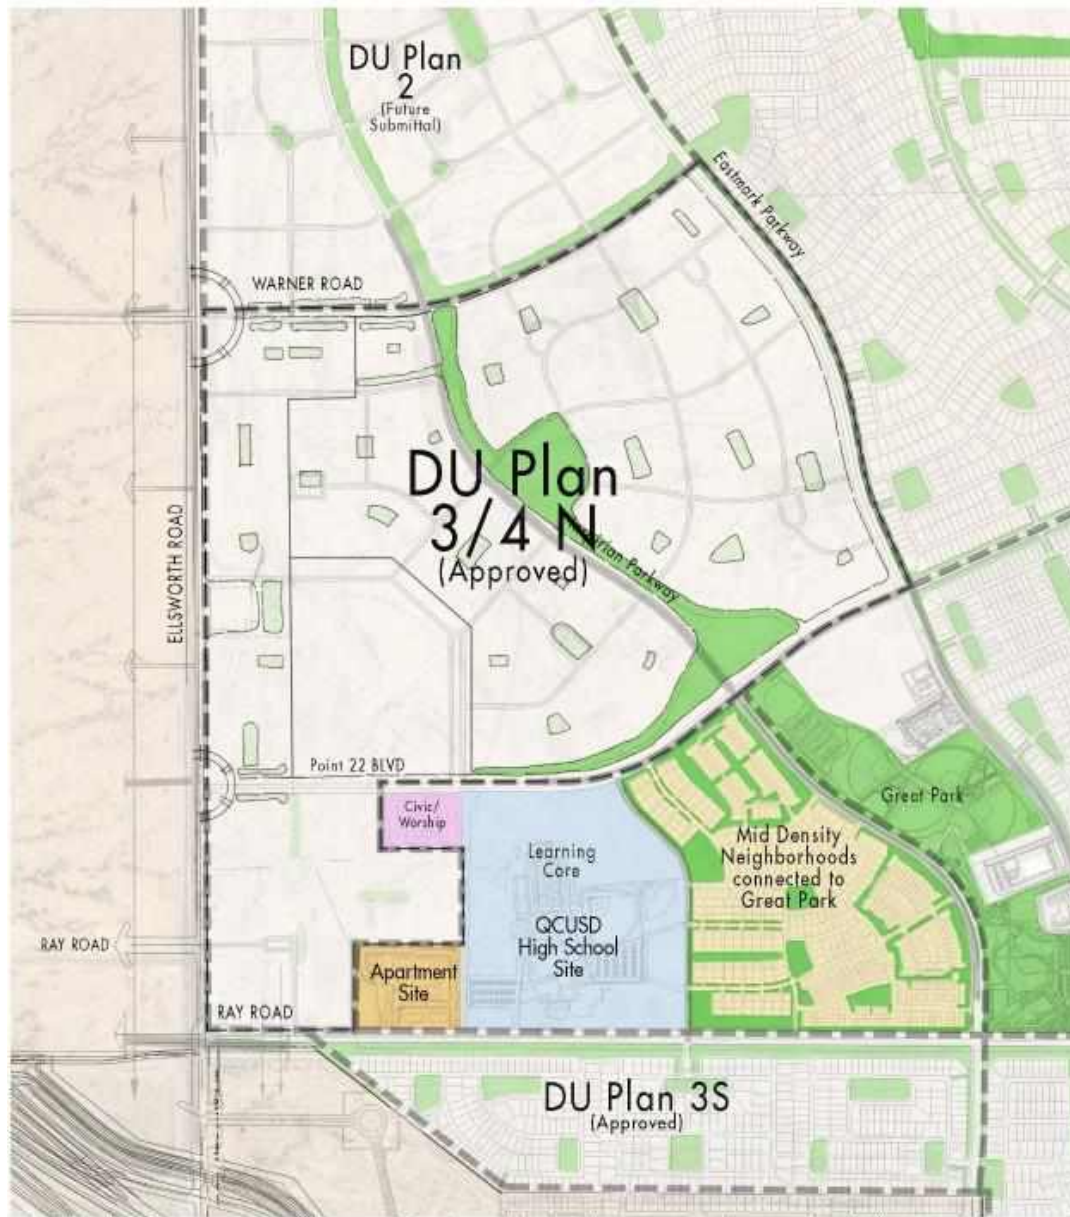 DU Plan
2
(Future
Submittal)
Eastmark Parkway
WARNER ROAD
DU Plan
3/4 N
(Approved)
Parkway
ELLSWORTH ROAD
Point 22 BLVD
Civic/
Worship
Learning
Core
QCUSD
High School
Site
Mid Density
Neighborhoods
connected to
Great Park
Great Park
RAY ROAD
Apartment
Site
RAY ROAD
DU Plan 3S
(Approved)